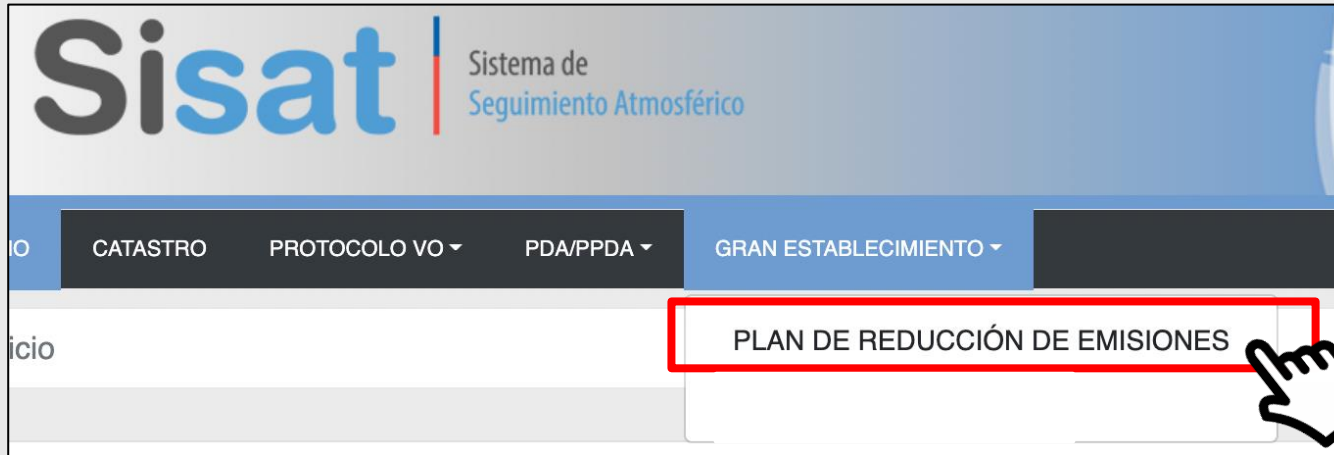 Sisat
Sistema de
Seguimiento Atmosférico
IO CATASTRO PROTOCOLO VO PDA/PPDA GRAN ESTABLECIMIENTO
icio
PLAN DE REDUCCIÓN DE EMISIONES